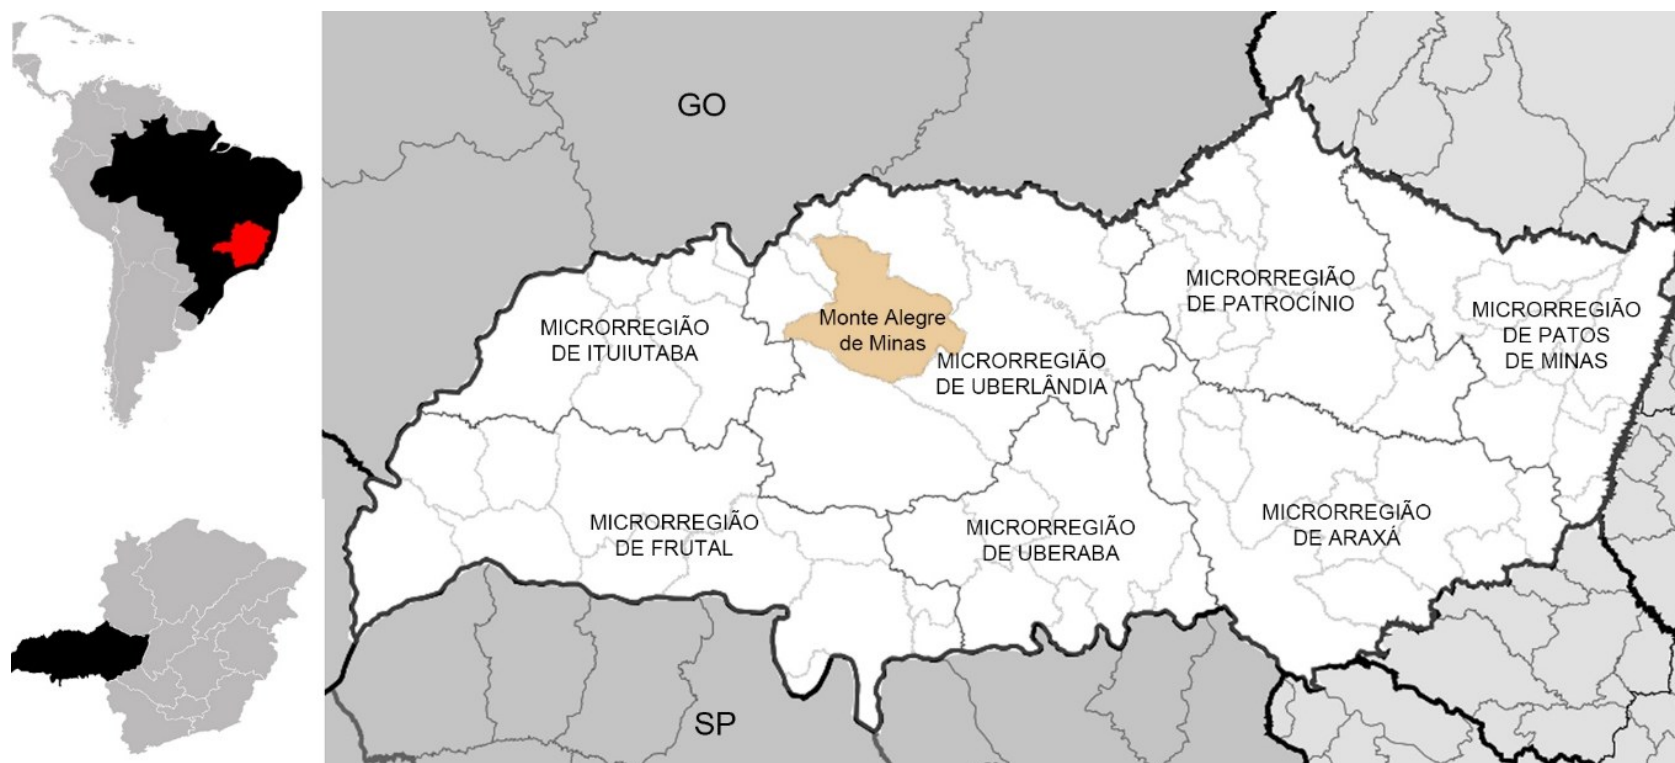 GO
MICRORREGIÃO
DE PATROCÍNIO
MICRORREGIÃO
DE PATOS
DE MINAS
Monte Alegre
de Minas
MICRORREGIÃO
DE ITUIUTABA
MICRORREGIÃO
DE UBERLÂNDIA
MICRORREGIÃO
DE FRUTAL
MICRORREGIÃO
DE UBERABA
MICRORREGIÃO
DE ARAXÁ
SP